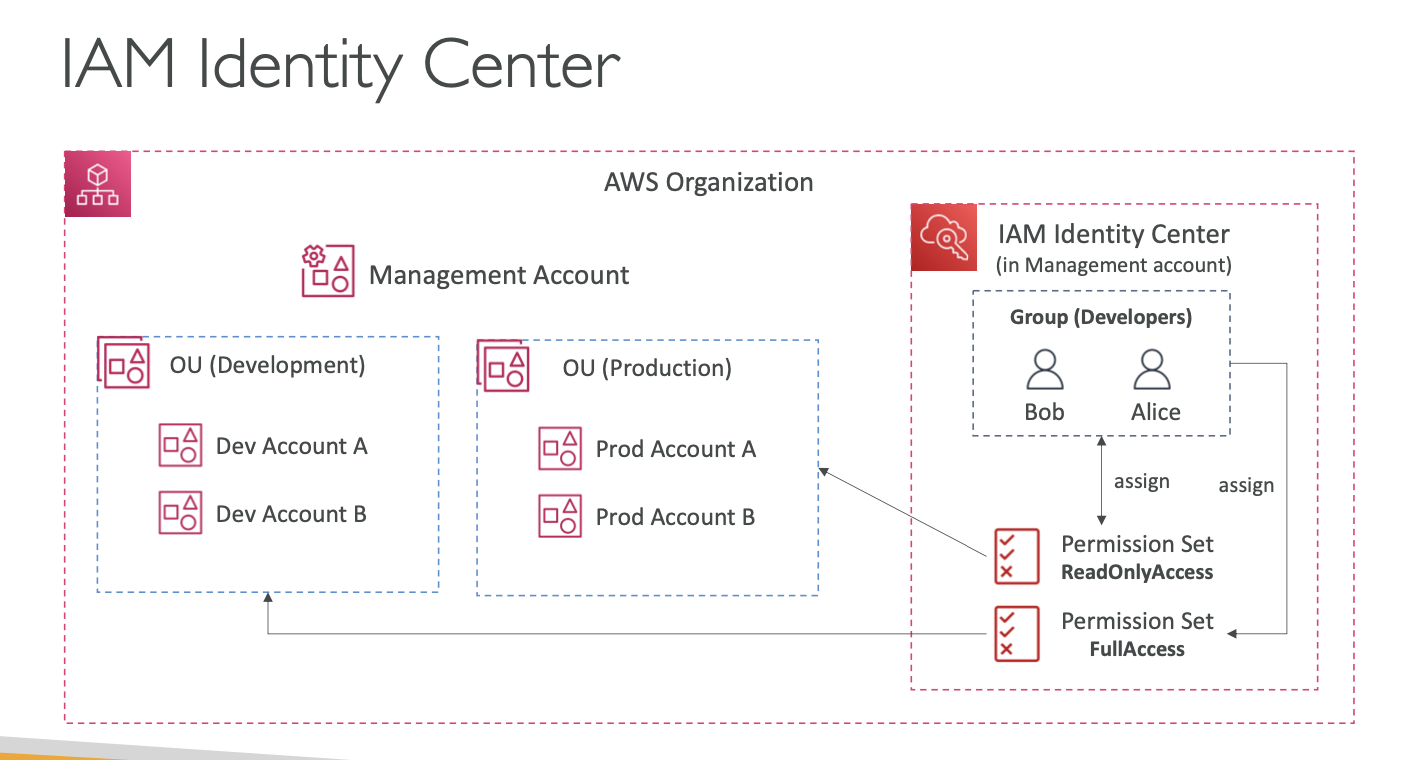 IAM Identity Center
AWS Organization
IAM Identity Center
(in Management account)
Management Account
Group (Developers)
Bob
Alice
OU (Development)
Dev Account A
Dev Account B
OU (Production)
Prod Account A
Prod Account B
assign
assign
Permission Set
ReadOnlyAccess
Permission Set
FullAccess